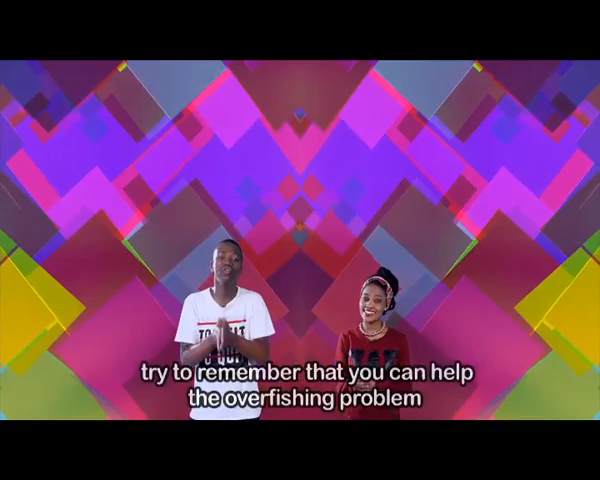 try to remember that you can help
the overfishing problem